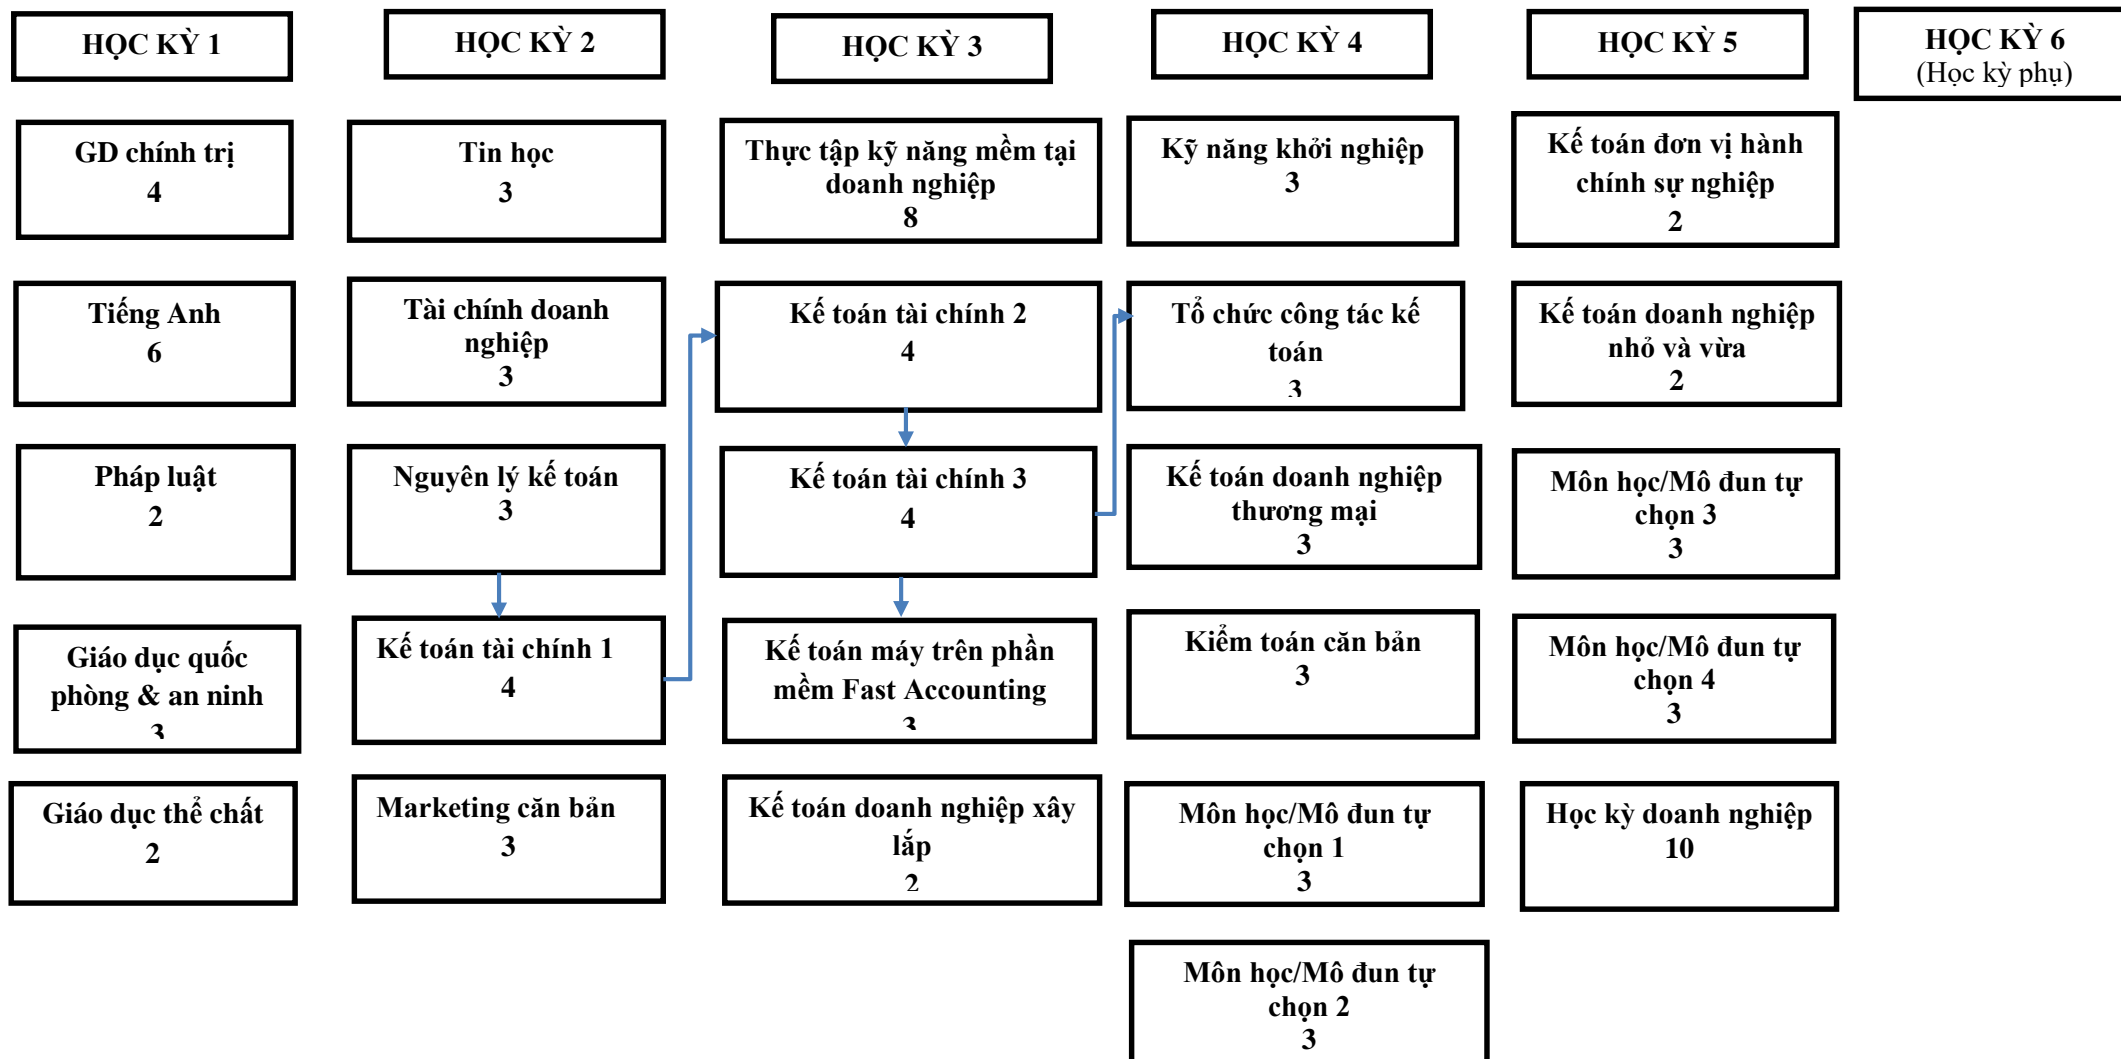 HỌC KỲ 1
HỌC KỲ 2
HỌC KỲ 3
HỌC KỲ 4
HỌC KỲ 5
HỌC KỲ 6
(Học kỳ phụ)
GD chính trị
4
Tin học
3
Thực tập kỹ năng mềm tại
doanh nghiệp
8
Kỹ năng khởi nghiệp
3
Kế toán đơn vị hành
chính sự nghiệp
2
Tiếng Anh
6
Tài chính doanh
nghiệp
3
Kế toán tài chính 2
4
Tổ chức công tác kế
toán
3
Kế toán doanh nghiệp
nhỏ và vừa
2
Pháp luật
2
Nguyên lý kế toán
3
Kế toán tài chính 3
4
Kế toán doanh nghiệp
thương mại
3
Môn học/Mô đun tự
chọn 3
3
Giáo dục quốc
phòng & an ninh
3
Kế toán tài chính 1
4
Kế toán máy trên phần
mềm Fast Accounting
3
Kiểm toán căn bản
3
Môn học/Mô đun tự
chọn 4
3
Giáo dục thể chất
2
Marketing căn bản
3
Kế toán doanh nghiệp xây
lắp
2
Môn học/Mô đun tự
chọn 1
3
Học kỳ doanh nghiệp
10
Môn học/Mô đun tự
chọn 2
3